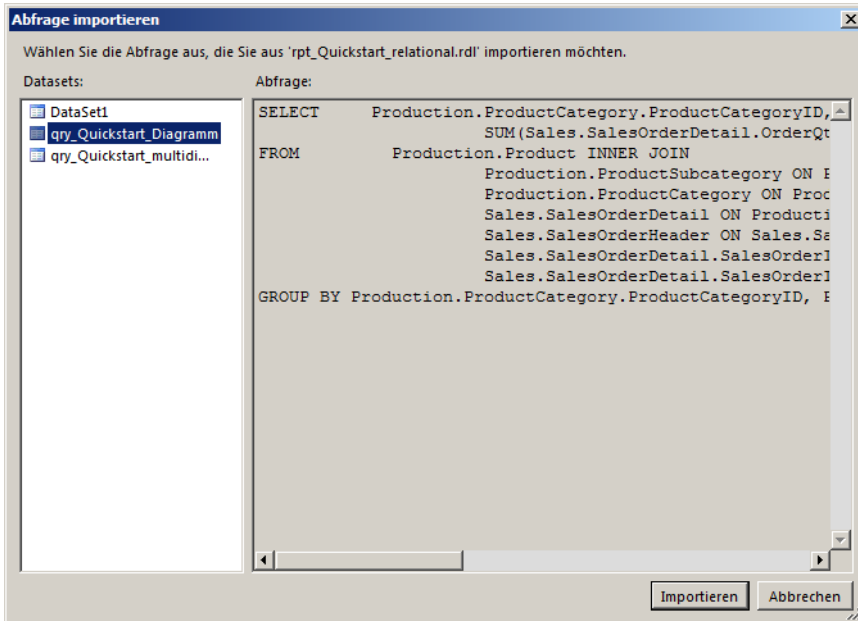 Abfrage importieren
Wählen Sie die Abfrage aus, die Sie aus 'rpt_Quickstart_relational.rdl' importieren möchten.
Datasets:
Abfrage:
DataSet1
qry_Quickstart_Diagramm
qry_Quickstart_multidi...
SELECT Production.ProductCategory.ProductCategoryID,
SUM(Sales.SalesOrderDetail.OrderQt
FROM Production.Product INNER JOIN
Production.ProductSubcategory ON P
Production.ProductCategory ON Proc
Sales.SalesOrderDetail ON Producti
Sales.SalesOrderHeader ON Sales.Sa
Sales.SalesOrderDetail.SalesOrderI
Sales.SalesOrderDetail.SalesOrderI
GROUP BY Production.ProductCategory.ProductCategoryID, P
Importieren
Abbrechen